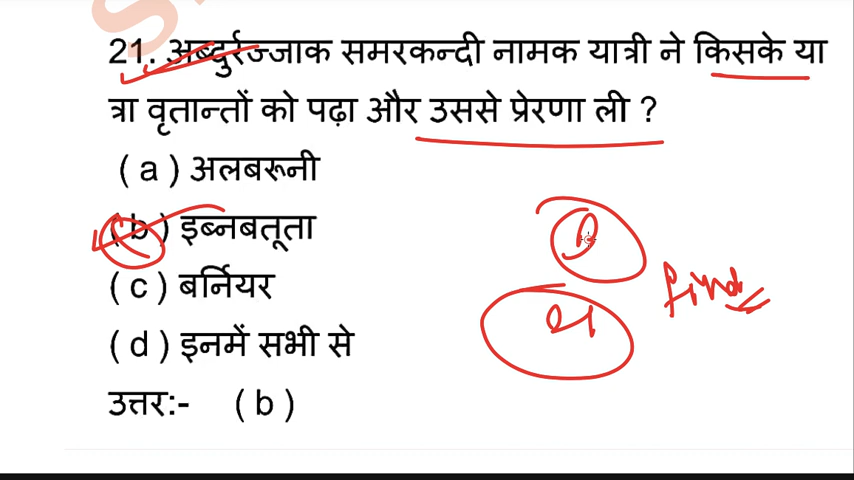 21. अब्दुर्रज्जाक समरकन्दी नामक यात्री ने किसके या
त्रा वृतान्तों को पढ़ा और उससे प्रेरणा ली ?
( a ) अलबरूनी
( b ) इब्नबतूता
( c ) बर्नियर
( d ) इनमें सभी से
उत्तर:- ( b )
find